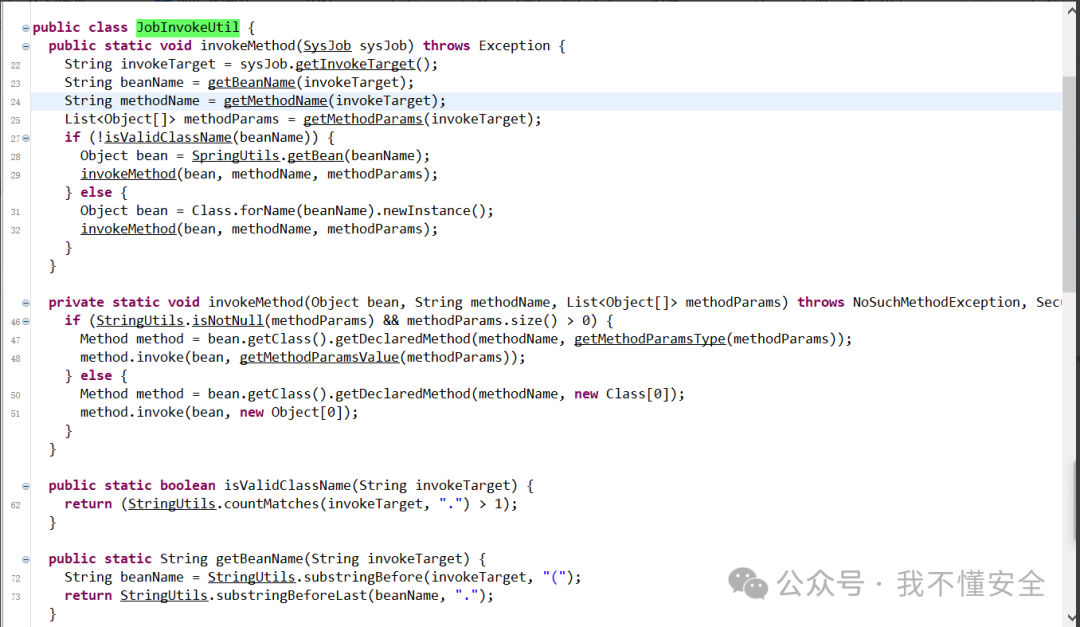 public class JobInvokeUtil {
public static void invokeMethod(SysJob sysJob) throws Exception {
22 String invokeTarget = sysJob.getInvokeTarget();
23 String beanName = getBeanName(invokeTarget);
24 String methodName = getMethodName(invokeTarget);
25 List<Object[]> methodParams = getMethodParams(invokeTarget);
27 if (!isValidClassName(beanName)) {
28 Object bean = SpringUtils.getBean(beanName);
29 invokeMethod(bean, methodName, methodParams);
} else {
31 Object bean = Class.forName(beanName).newInstance();
32 invokeMethod(bean, methodName, methodParams);
}
}
private static void invokeMethod(Object bean, String methodName, List<Object[]> methodParams) throws NoSuchMethodException, Secu
46 if (StringUtils.isNotNull(methodParams) && methodParams.size() > 0) {
47 Method method = bean.getClass().getDeclaredMethod(methodName, getMethodParamsType(methodParams));
48 method.invoke(bean, getMethodParamsValue(methodParams));
} else {
50 Method method = bean.getClass().getDeclaredMethod(methodName, new Class[0]);
51 method.invoke(bean, new Object[0]);
}
}
public static boolean isValidClassName(String invokeTarget) {
62 return (StringUtils.countMatches(invokeTarget, ".") > 1);
}
public static String getBeanName(String invokeTarget) {
72 String beanName = StringUtils.substringBefore(invokeTarget, "(");
73 return StringUtils.substringBeforeLast(beanName, ".");
}
公众号 · 我不懂安全